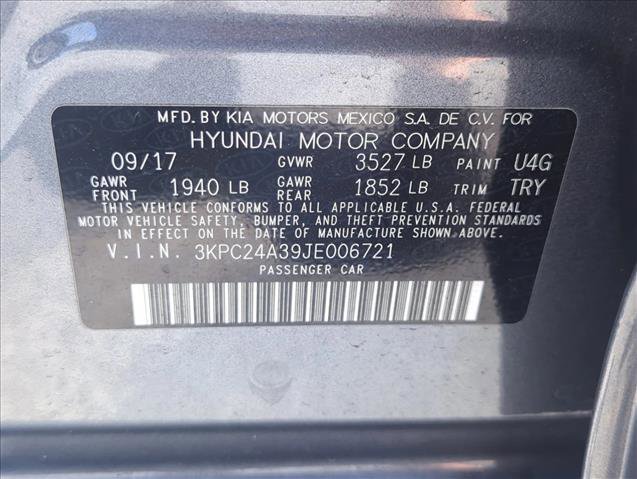 MFD. BY KIA MOTORS MEXICO S.A. DE C.V. FOR
HYUNDAI MOTOR COMPANY
09/17 GVWR 3527 LB PAINT U4G
GAWR FRONT 1940 LB GAWR REAR 1852 LB TRIM TRY
THIS VEHICLE CONFORMS TO ALL APPLICABLE U.S.A. FEDERAL
MOTOR VEHICLE SAFETY, BUMPER, AND THEFT PREVENTION STANDARDS
IN EFFECT ON THE DATE OF MANUFACTURE SHOWN ABOVE.
V.I.N. 3KPC24A39JE006721
PASSENGER CAR